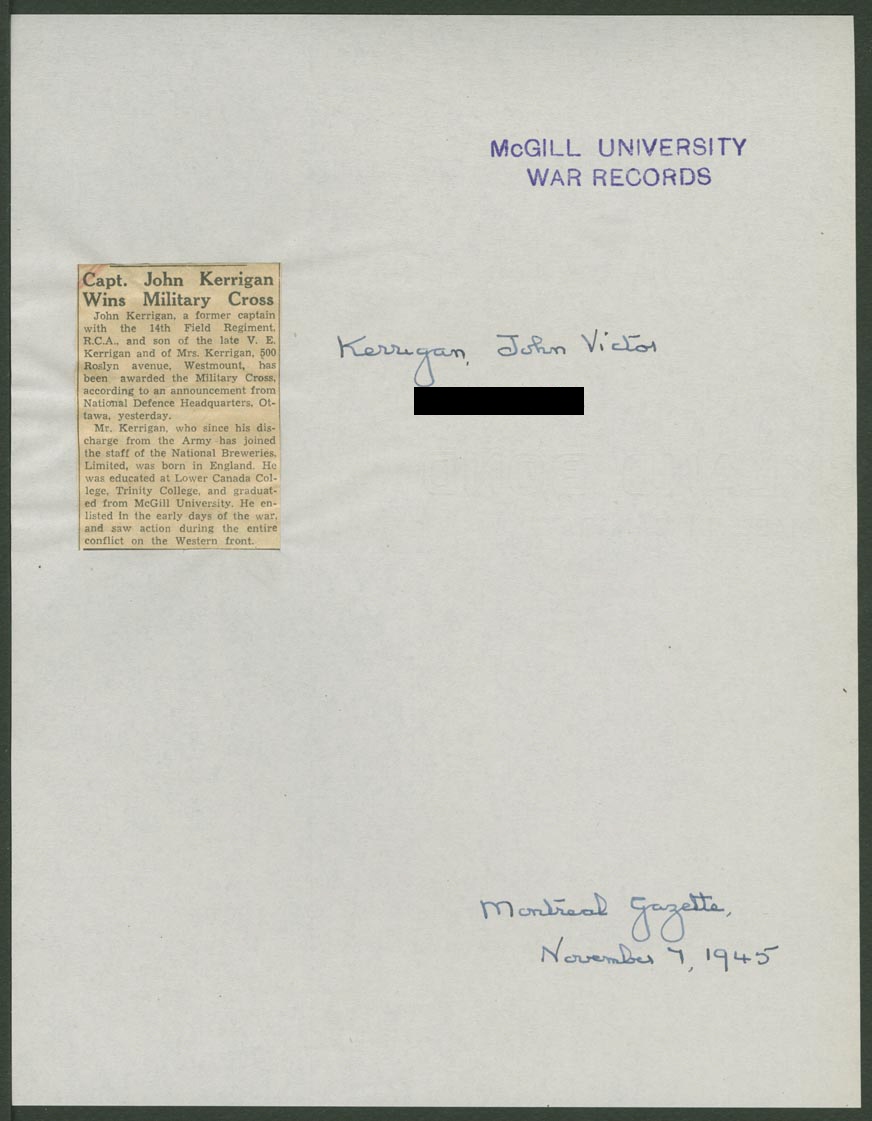 McGILL UNIVERSITY
WAR RECORDS
Capt. John Kerrigan
Wins Military Cross
John Kerrigan, a former captain
with the 14th Field Regiment,
R.C.A., and son of the late V. E.
Kerrigan and of Mrs. Kerrigan, 500
Roslyn avenue, Westmount, has
been awarded the Military Cross,
according to an announcement from
National Defence Headquarters, Ot-
tawa, yesterday.
Mr. Kerrigan, who since his dis-
charge from the Army has joined
the staff of the National Breweries,
Limited, was born in England. He
was educated at Lower Canada Col-
lege, Trinity College, and graduat-
ed from McGill University. He en-
listed in the early days of the war,
and saw action during the entire
conflict on the Western front.
Kerrigan, John Victor
Montreal Gazette,
November 7, 1945